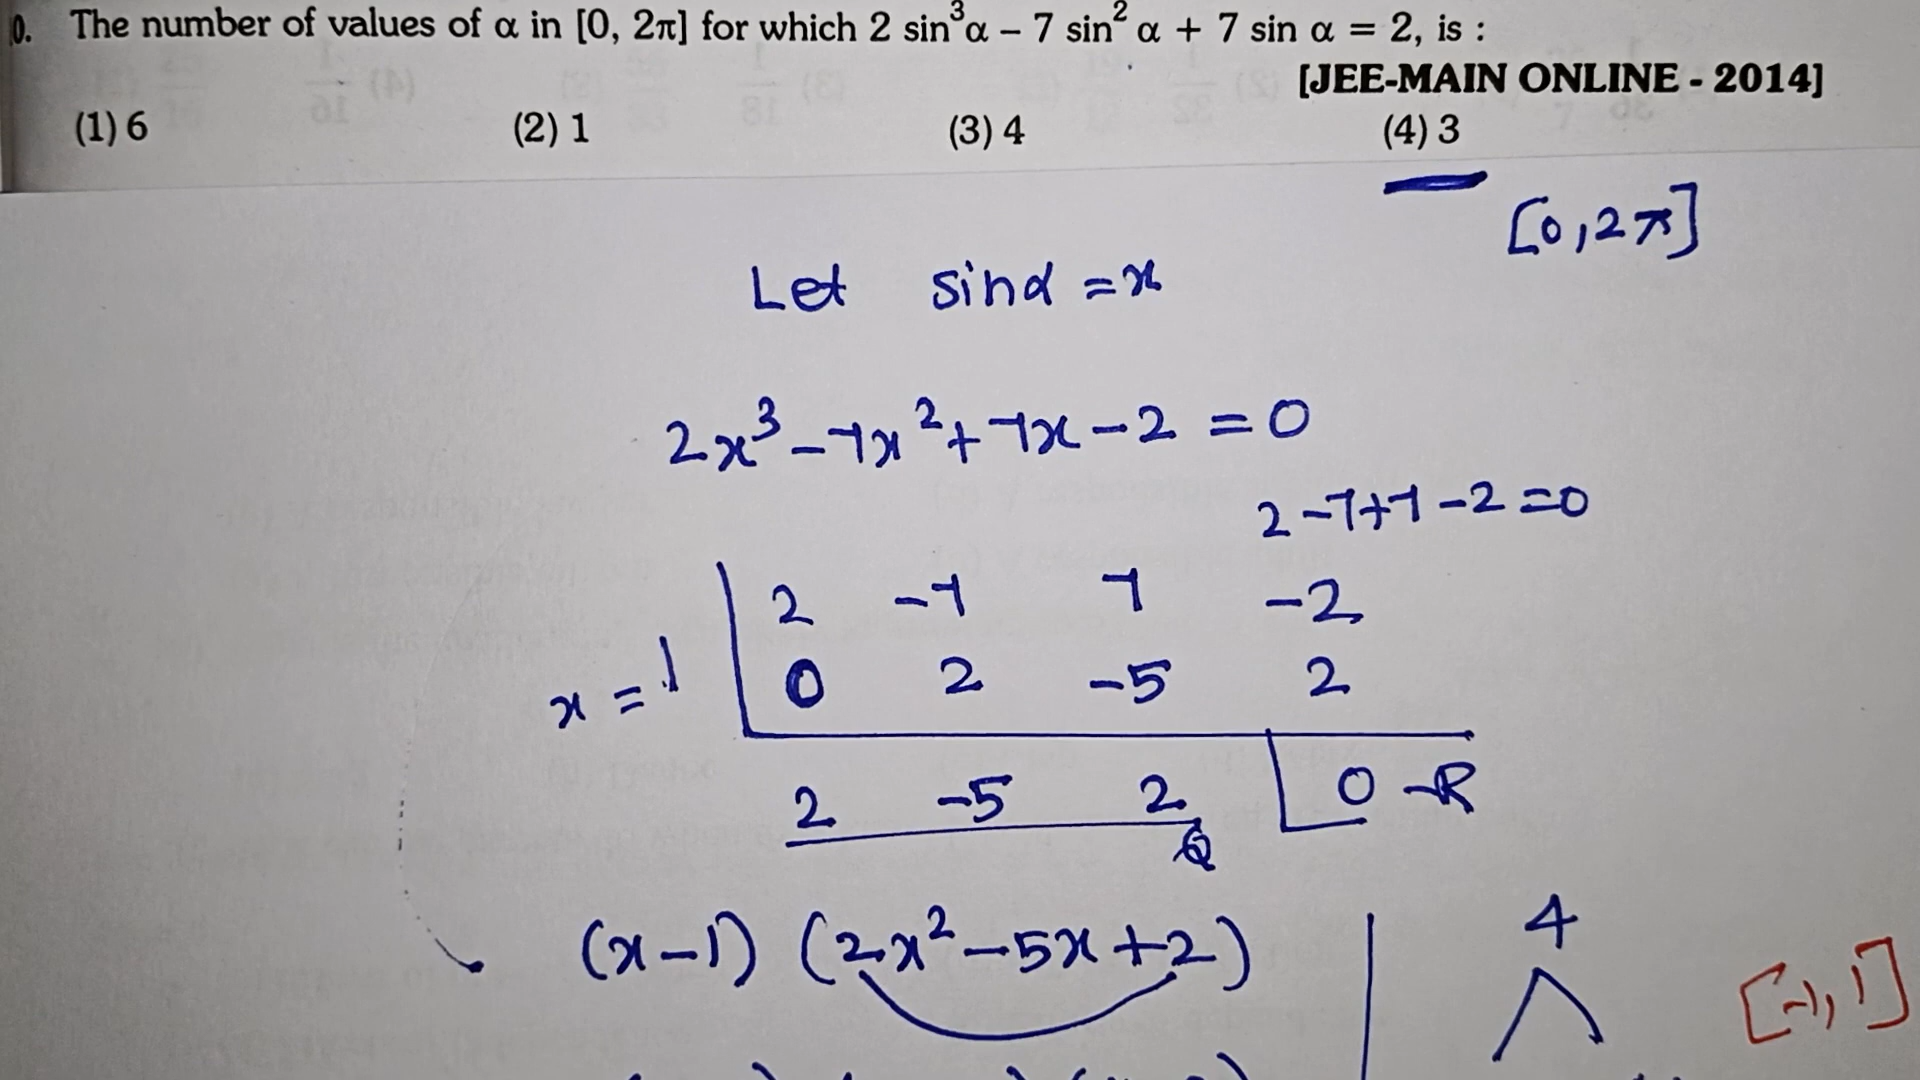 0. The number of values of α in [0, 2π] for which 2 sin³α – 7 sin² α + 7 sin α = 2, is :
[JEE-MAIN ONLINE - 2014]
(1) 6 (2) 1 (3) 4 (4) 3
[0, 2π]
Let sinα = x
2x³ – 7x² + 7x – 2 = 0
2 – 7 + 7 – 2 = 0
2 -7 7 -2
x = 1 0 2 -5 2
2 -5 2 0 -R
Q
4
(x – 1) (2x² – 5x + 2)
[-1, 1]